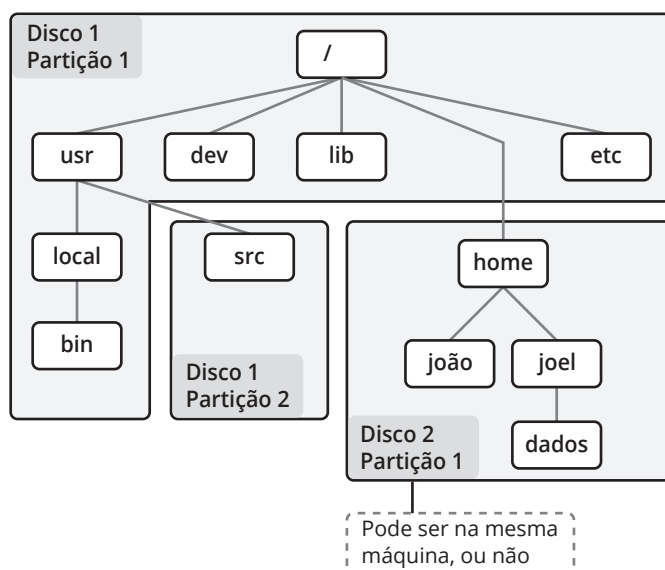 Disco 1
Partição 1
/
usr
dev
lib
etc
local
src
home
bin
joão
joel
Disco 1
Partição 2
dados
Disco 2
Partição 1
Pode ser na mesma
máquina, ou não